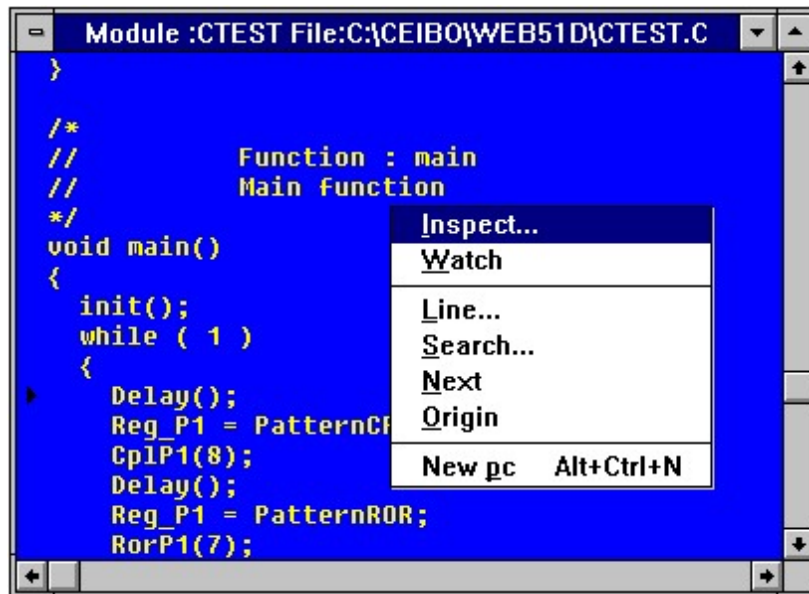 Module :CTEST File:C:\CEIBO\WEB51D\CTEST.C
}
/*
// Function : main
// Main function
*/
void main()
{
init();
while ( 1 )
{
Delay();
Reg_P1 = PatternC
CplP1(8);
Delay();
Reg_P1 = PatternROR;
RorP1(7);
Inspect...
Watch
Line...
Search...
Next
Origin
New pc Alt+Ctrl+N